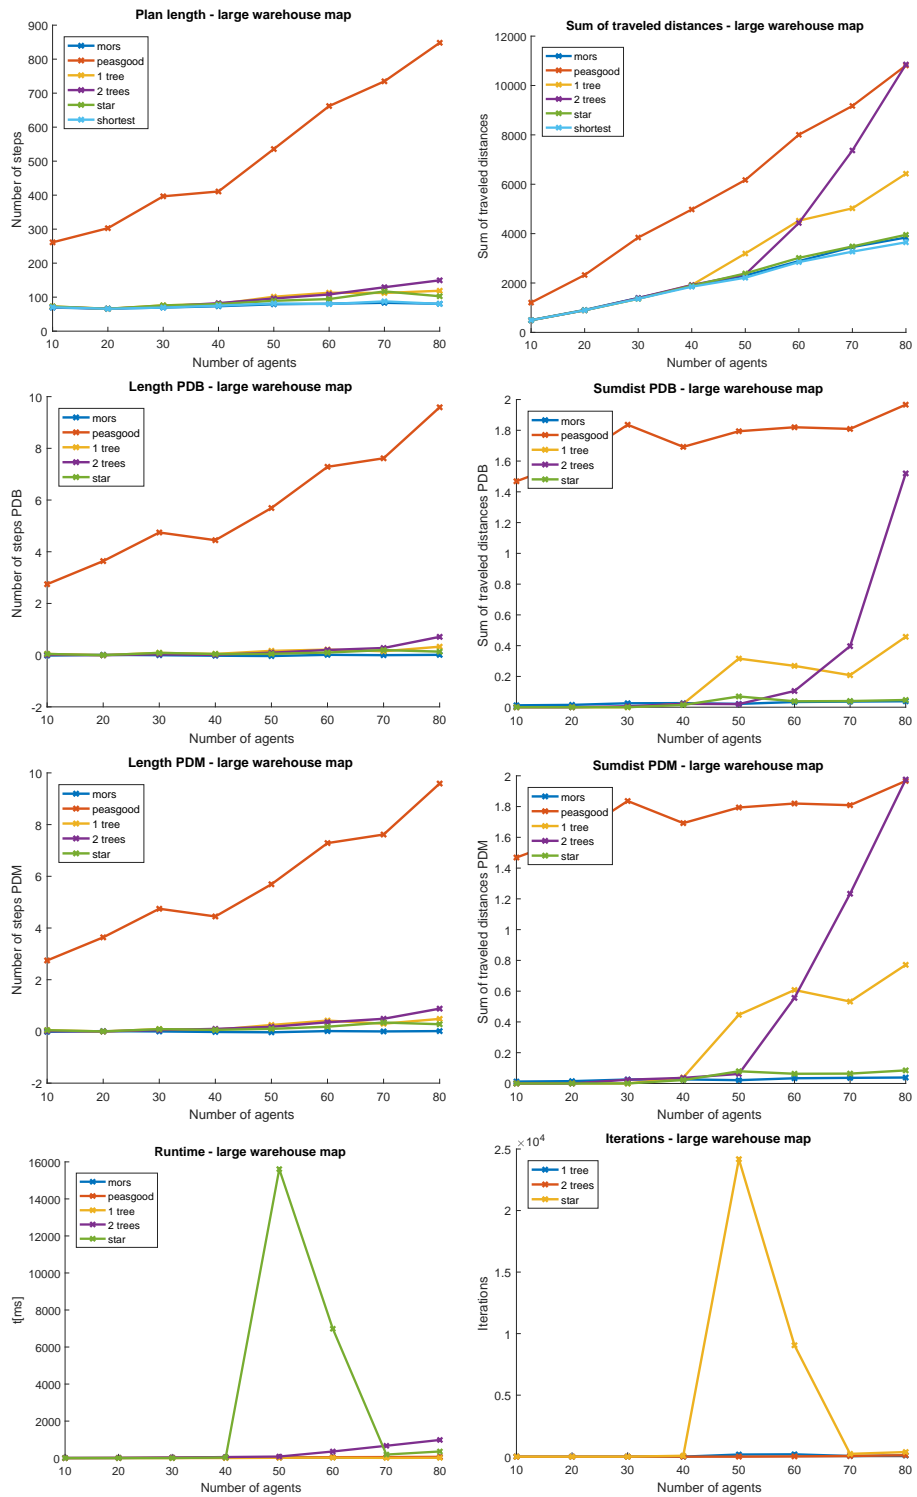 Plan length - large warehouse map
900
800
700
600
500
400
300
200
100
0
Number of steps
mors
peasgood
1 tree
2 trees
star
shortest
10 20 30 40 50 60 70 80
Number of agents
Sum of traveled distances - large warehouse map
12000
10000
8000
6000
4000
2000
0
Sum of traveled distances
mors
peasgood
1 tree
2 trees
star
shortest
10 20 30 40 50 60 70 80
Number of agents
Length PDB - large warehouse map
10
8
6
4
2
0
-2
Number of steps PDB
mors
peasgood
1 tree
2 trees
star
10 20 30 40 50 60 70 80
Number of agents
Sumdist PDB - large warehouse map
2
1.8
1.6
1.4
1.2
1
0.8
0.6
0.4
0.2
0
Sum of traveled distances PDB
mors
peasgood
1 tree
2 trees
star
10 20 30 40 50 60 70 80
Number of agents
Length PDM - large warehouse map
10
8
6
4
2
0
-2
Number of steps PDM
mors
peasgood
1 tree
2 trees
star
10 20 30 40 50 60 70 80
Number of agents
Sumdist PDM - large warehouse map
2
1.8
1.6
1.4
1.2
1
0.8
0.6
0.4
0.2
0
Sum of traveled distances PDM
mors
peasgood
1 tree
2 trees
star
10 20 30 40 50 60 70 80
Number of agents
Runtime - large warehouse map
16000
14000
12000
10000
8000
6000
4000
2000
0
t[ms]
mors
peasgood
1 tree
2 trees
star
10 20 30 40 50 60 70 80
Number of agents
Iterations - large warehouse map
×10^4
2.5
2
1.5
1
0.5
0
Iterations
1 tree
2 trees
star
10 20 30 40 50 60 70 80
Number of agents